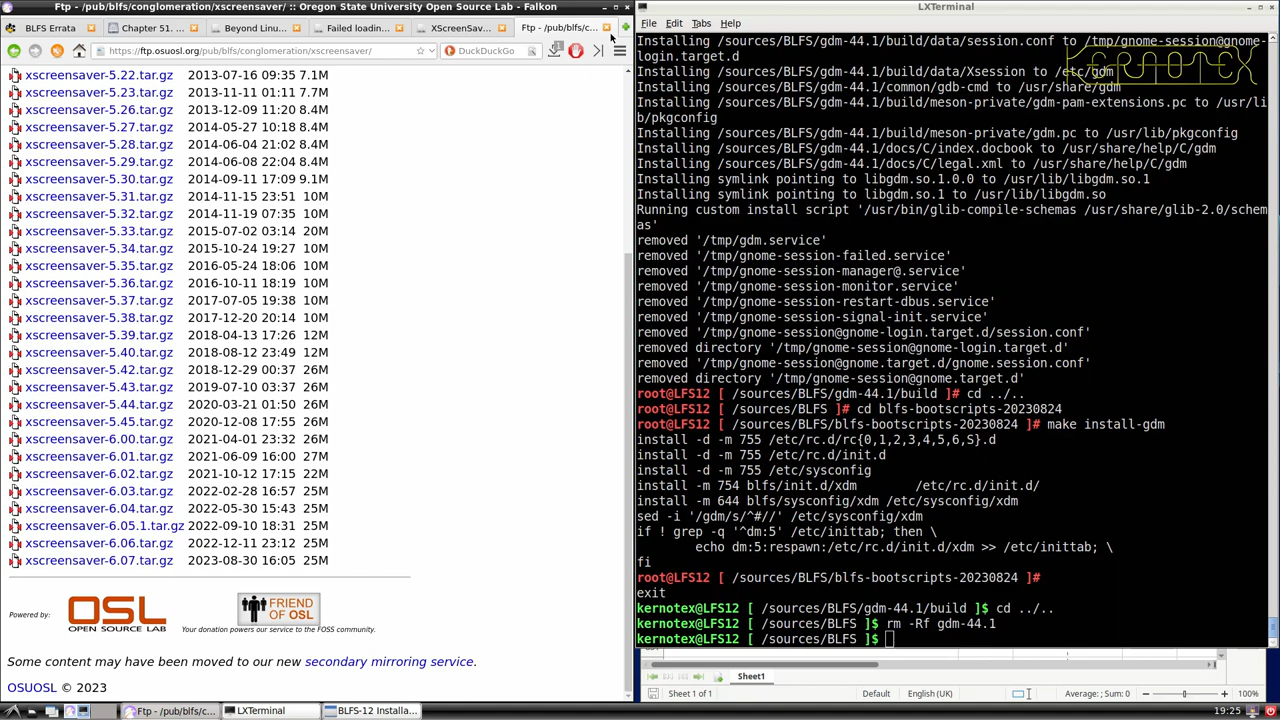 /pub/blfs/conglomeration/xscreensaver/ :: Oregon State University Open Source Lab - Falkon
BLFS Errata
Chapter 51.
Beyond Linu...
Failed loadin...
XScreenSav...
Ftp - /pub/blfs/c...
https://ftp.osuosl.org/pub/blfs/conglomeration/xscreensaver/
DuckDuckGo
xscreensaver-5.22.tar.gz 2013-07-16 09:35 7.1M
xscreensaver-5.23.tar.gz 2013-11-11 01:11 7.7M
xscreensaver-5.26.tar.gz 2013-12-09 11:20 8.4M
xscreensaver-5.27.tar.gz 2014-05-27 10:18 8.4M
xscreensaver-5.28.tar.gz 2014-06-04 21:02 8.4M
xscreensaver-5.29.tar.gz 2014-06-08 22:04 8.4M
xscreensaver-5.30.tar.gz 2014-09-11 17:09 9.1M
xscreensaver-5.31.tar.gz 2014-11-15 23:51 10M
xscreensaver-5.32.tar.gz 2014-11-19 07:35 10M
xscreensaver-5.33.tar.gz 2015-07-02 03:14 20M
xscreensaver-5.34.tar.gz 2015-10-24 19:27 10M
xscreensaver-5.35.tar.gz 2016-05-24 18:06 10M
xscreensaver-5.36.tar.gz 2016-10-11 18:19 10M
xscreensaver-5.37.tar.gz 2017-07-05 19:38 10M
xscreensaver-5.38.tar.gz 2017-12-20 20:14 10M
xscreensaver-5.39.tar.gz 2018-04-13 17:26 12M
xscreensaver-5.40.tar.gz 2018-08-12 23:49 12M
xscreensaver-5.42.tar.gz 2018-12-29 00:37 26M
xscreensaver-5.43.tar.gz 2019-07-10 03:37 26M
xscreensaver-5.44.tar.gz 2020-03-21 01:50 26M
xscreensaver-5.45.tar.gz 2020-12-08 17:55 26M
xscreensaver-6.00.tar.gz 2021-04-01 23:32 26M
xscreensaver-6.01.tar.gz 2021-06-09 16:00 27M
xscreensaver-6.02.tar.gz 2021-10-12 17:15 22M
xscreensaver-6.03.tar.gz 2022-02-28 16:57 25M
xscreensaver-6.04.tar.gz 2022-05-30 15:43 25M
xscreensaver-6.05.1.tar.gz 2022-09-10 18:31 25M
xscreensaver-6.06.tar.gz 2022-12-11 23:12 25M
xscreensaver-6.07.tar.gz 2023-08-30 16:05 25M
Powered by:
OSL
OPEN SOURCE LAB
FRIEND OF OSL
Your donation powers our service to the FOSS community.
Some content may have been moved to our new secondary mirroring service.
OSUOSL © 2023
LXTerminal
File Edit Tabs Help
KERNOTEX
Installing /sources/BLFS/gdm-44.1/build/data/session.conf to /tmp/gnome-session@gnome-
login.target.d
Installing /sources/BLFS/gdm-44.1/build/data/Xsession to /etc/gdm
Installing /sources/BLFS/gdm-44.1/common/gdb-cmd to /usr/share/gdm
Installing /sources/BLFS/gdm-44.1/build/meson-private/gdm-pam-extensions.pc to /usr/li
b/pkgconfig
Installing /sources/BLFS/gdm-44.1/build/meson-private/gdm.pc to /usr/lib/pkgconfig
Installing /sources/BLFS/gdm-44.1/docs/C/index.docbook to /usr/share/help/C/gdm
Installing /sources/BLFS/gdm-44.1/docs/C/legal.xml to /usr/share/help/C/gdm
Installing symlink pointing to libgdm.so.1.0.0 to /usr/lib/libgdm.so.1
Installing symlink pointing to libgdm.so.1 to /usr/lib/libgdm.so
Running custom install script '/usr/bin/glib-compile-schemas /usr/share/glib-2.0/schem
as'
removed '/tmp/gdm.service'
removed '/tmp/gnome-session-failed.service'
removed '/tmp/gnome-session-manager@.service'
removed '/tmp/gnome-session-monitor.service'
removed '/tmp/gnome-session-restart-dbus.service'
removed '/tmp/gnome-session-signal-init.service'
removed '/tmp/gnome-session@gnome-login.target.d/session.conf'
removed directory '/tmp/gnome-session@gnome-login.target.d'
removed '/tmp/gnome-session@gnome.target.d/session.conf'
removed directory '/tmp/gnome-session@gnome.target.d'
root@LFS12 [ /sources/BLFS/gdm-44.1/build ]# cd ../..
root@LFS12 [ /sources/BLFS ]# cd blfs-bootscripts-20230824
root@LFS12 [ /sources/BLFS/blfs-bootscripts-20230824 ]# make install-gdm
install -d -m 755 /etc/rc.d/rc{0,1,2,3,4,5,6,S}.d
install -d -m 755 /etc/rc.d/init.d
install -d -m 755 /etc/sysconfig
install -m 754 blfs/init.d/xdm /etc/rc.d/init.d/
install -m 644 blfs/sysconfig/xdm /etc/sysconfig/xdm
sed -i '/gdm/s/^#//' /etc/sysconfig/xdm
if ! grep -q '^dm:5' /etc/inittab; then \
echo dm:5:respawn:/etc/rc.d/init.d/xdm >> /etc/inittab; \
fi
root@LFS12 [ /sources/BLFS/blfs-bootscripts-20230824 ]#
exit
kernotex@LFS12 [ /sources/BLFS/gdm-44.1/build ]$ cd ../..
kernotex@LFS12 [ /sources/BLFS ]$ rm -Rf gdm-44.1
kernotex@LFS12 [ /sources/BLFS ]$
Sheet1
Sheet 1 of 1
Default
English (UK)
Average: ; Sum: 0
100%
Ftp - /pub/blfs/c...
LXTerminal
BLFS-12 Installa...
19:25